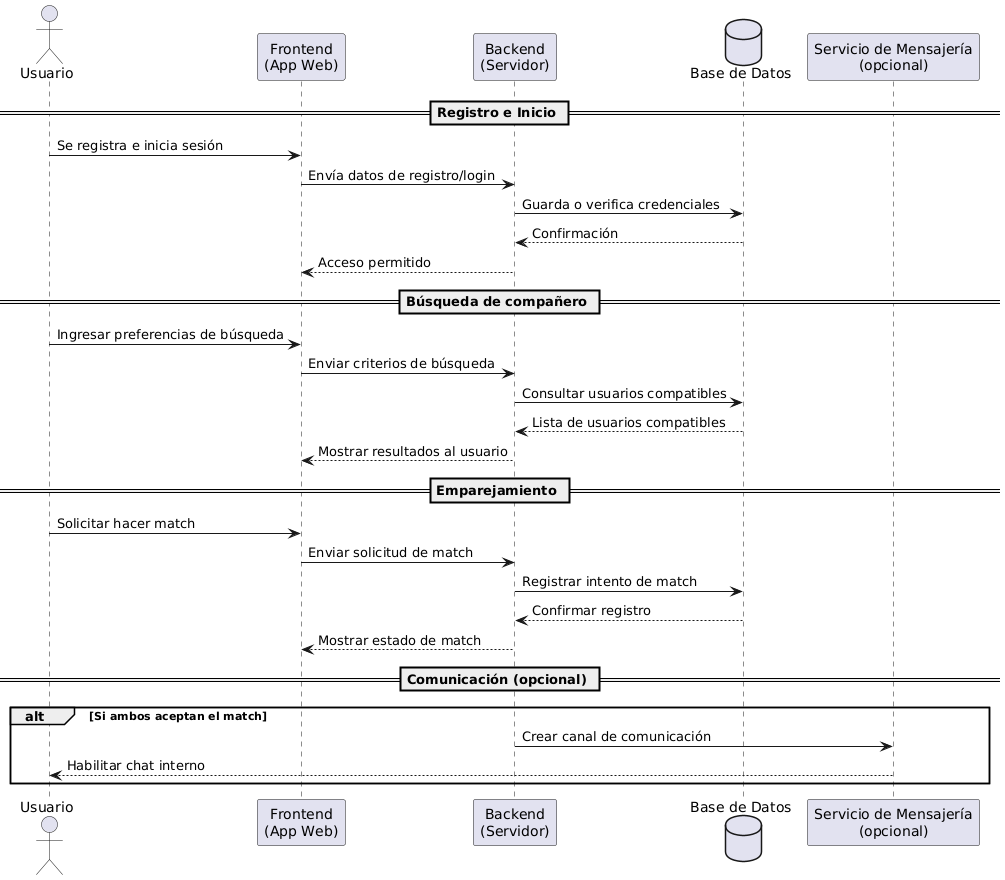 Usuario
Frontend
(App Web)
Backend
(Servidor)
Base de Datos
Servicio de Mensajería
(opcional)
Registro e Inicio
Se registra e inicia sesión
Envía datos de registro/login
Guarda o verifica credenciales
Confirmación
Acceso permitido
Búsqueda de compañero
Ingresar preferencias de búsqueda
Enviar criterios de búsqueda
Consultar usuarios compatibles
Lista de usuarios compatibles
Mostrar resultados al usuario
Emparejamiento
Solicitar hacer match
Enviar solicitud de match
Registrar intento de match
Confirmar registro
Mostrar estado de match
Comunicación (opcional)
alt [Si ambos aceptan el match]
Crear canal de comunicación
Habilitar chat interno
Usuario
Frontend
(App Web)
Backend
(Servidor)
Base de Datos
Servicio de Mensajería
(opcional)